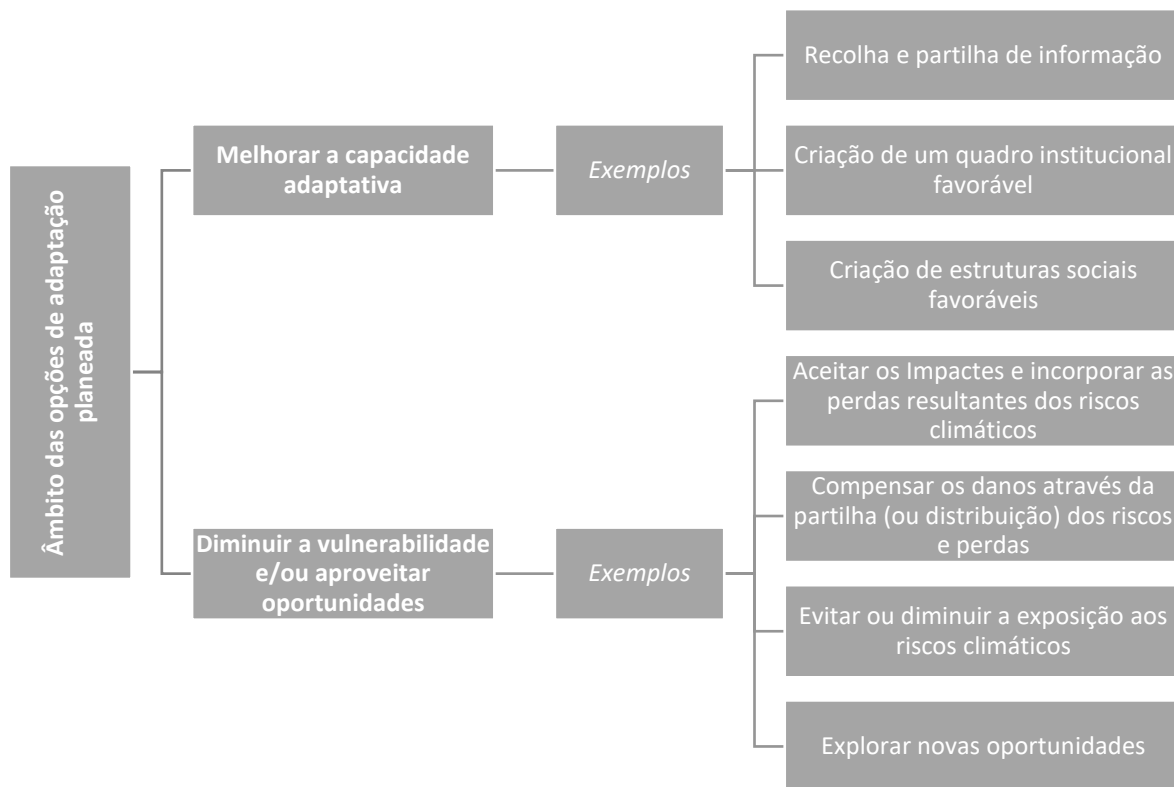 Âmbito das opções de adaptação
planeada
Melhorar a capacidade
adaptativa
Exemplos
Recolha e partilha de informação
Criação de um quadro institucional
favorável
Criação de estruturas sociais
favoráveis
Diminuir a vulnerabilidade
e/ou aproveitar
oportunidades
Exemplos
Aceitar os Impactes e incorporar as
perdas resultantes dos riscos
climáticos
Compensar os danos através da
partilha (ou distribuição) dos riscos
e perdas
Evitar ou diminuir a exposição aos
riscos climáticos
Explorar novas oportunidades